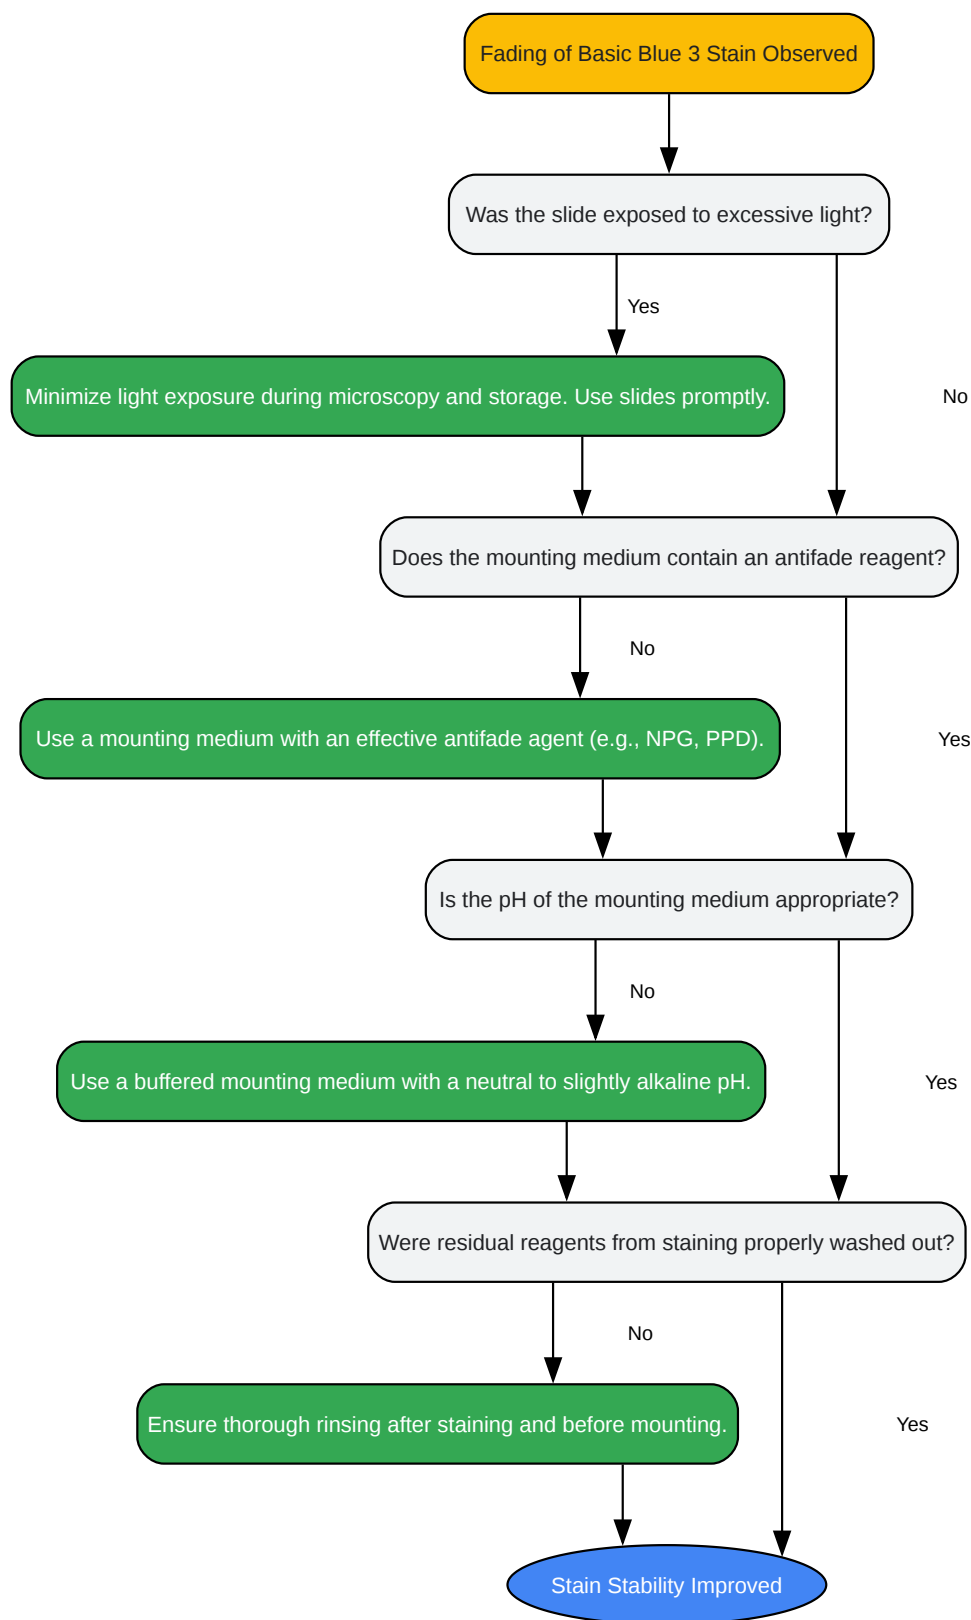 Fading of Basic Blue 3 Stain Observed
Was the slide exposed to excessive light?
Yes
Minimize light exposure during microscopy and storage. Use slides promptly.
No
Does the mounting medium contain an antifade reagent?
No
Use a mounting medium with an effective antifade agent (e.g., NPG, PPD).
Yes
Is the pH of the mounting medium appropriate?
No
Use a buffered mounting medium with a neutral to slightly alkaline pH.
Yes
Were residual reagents from staining properly washed out?
No
Ensure thorough rinsing after staining and before mounting.
Yes
Stain Stability Improved